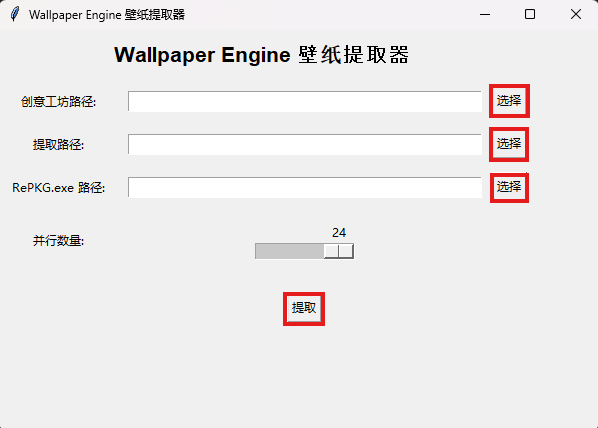 Wallpaper Engine 壁纸提取器
Wallpaper Engine 壁纸提取器
创意工坊路径: 选择
提取路径: 选择
RePKG.exe 路径: 选择
24
并行数量:
提取